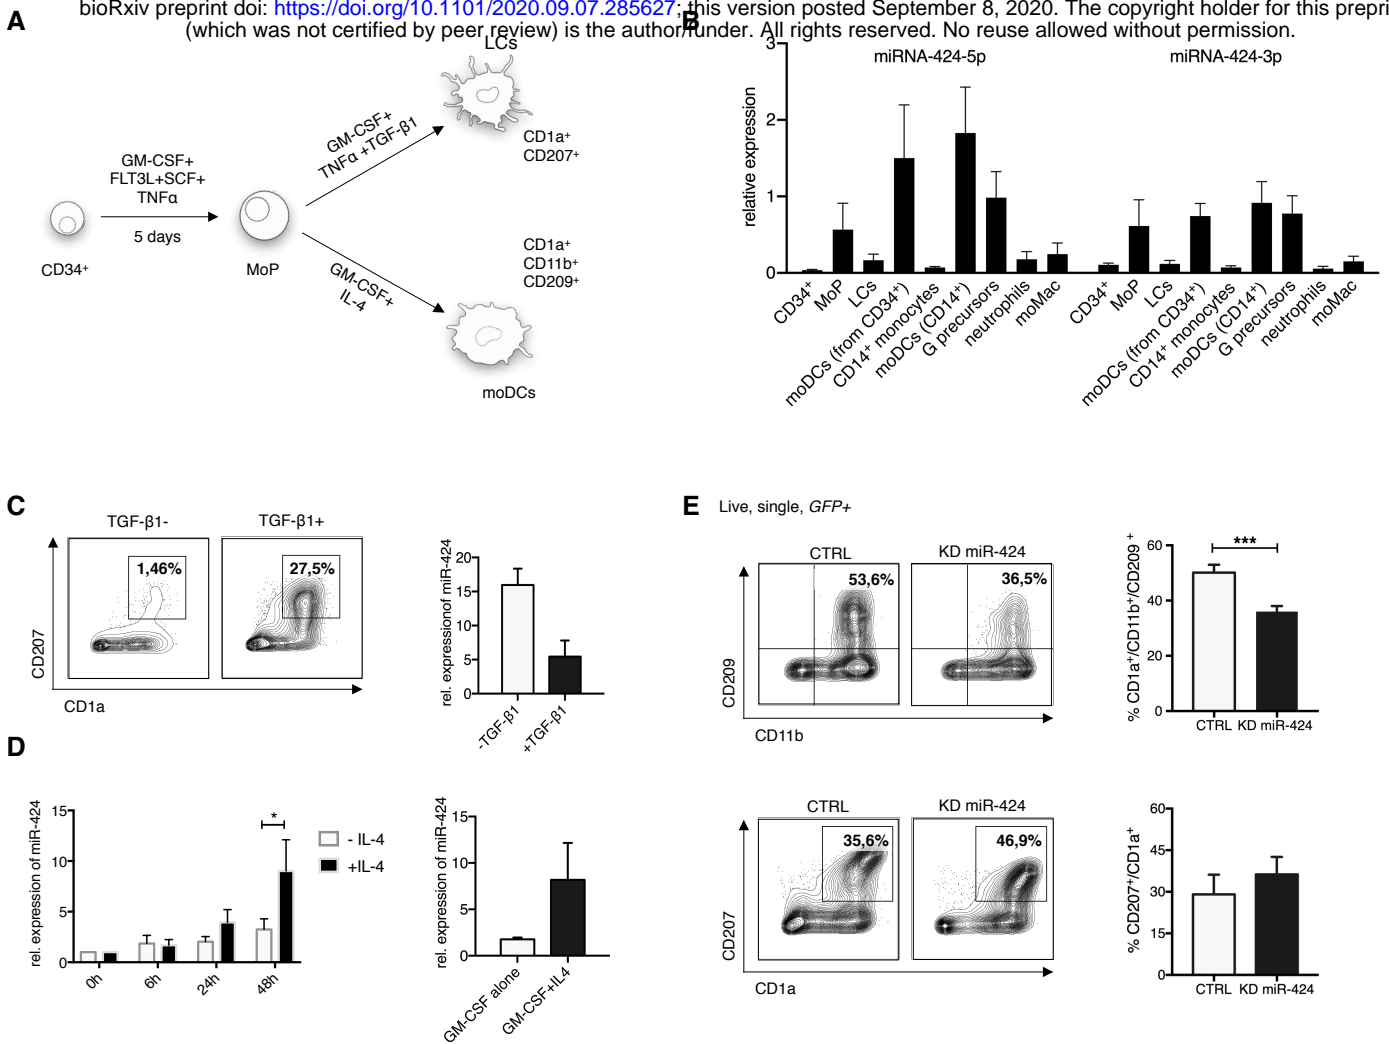 bioRxiv preprint doi: https://doi.org/10.1101/2020.09.07.285627; this version posted September 8, 2020. The copyright holder for this prepri
(which was not certified by peer review) is the author/funder. All rights reserved. No reuse allowed without permission.
A
LCs
GM-CSF+
TNFα +TGF-β1
CD1a+
CD207+
GM-CSF+
FLT3L+SCF+
TNFα
5 days
CD34+
MoP
GM-CSF+
IL-4
CD1a+
CD11b+
CD209+
moDCs
B
miRNA-424-5p
miRNA-424-3p
relative expression
3
2
1
0
CD34+
MoP
LCs
moDCs (from CD34+)
CD14+ monocytes
moDCs (CD14+)
G precursors
neutrophils
moMac
CD34+
MoP
LCs
moDCs (from CD34+)
CD14+ monocytes
moDCs (CD14+)
G precursors
neutrophils
moMac
C
TGF-β1-
TGF-β1+
1,46%
27,5%
CD207
CD1a
rel. expressionof miR-424
20
15
10
5
0
-TGF-β1
+TGF-β1
D
rel. expression of miR-424
15
10
5
0
0h
6h
24h
48h
*
- IL-4
+IL-4
rel. expression of miR-424
15
10
5
0
GM-CSF alone
GM-CSF+IL4
E
Live, single, GFP+
CTRL
KD miR-424
53,6%
36,5%
CD209
CD11b
% CD1a+/CD11b+/CD209 +
60
40
20
0
***
CTRL
KD miR-424
CTRL
KD miR-424
35,6%
46,9%
CD207
CD1a
% CD207+/CD1a+
60
45
30
15
0
CTRL
KD miR-424